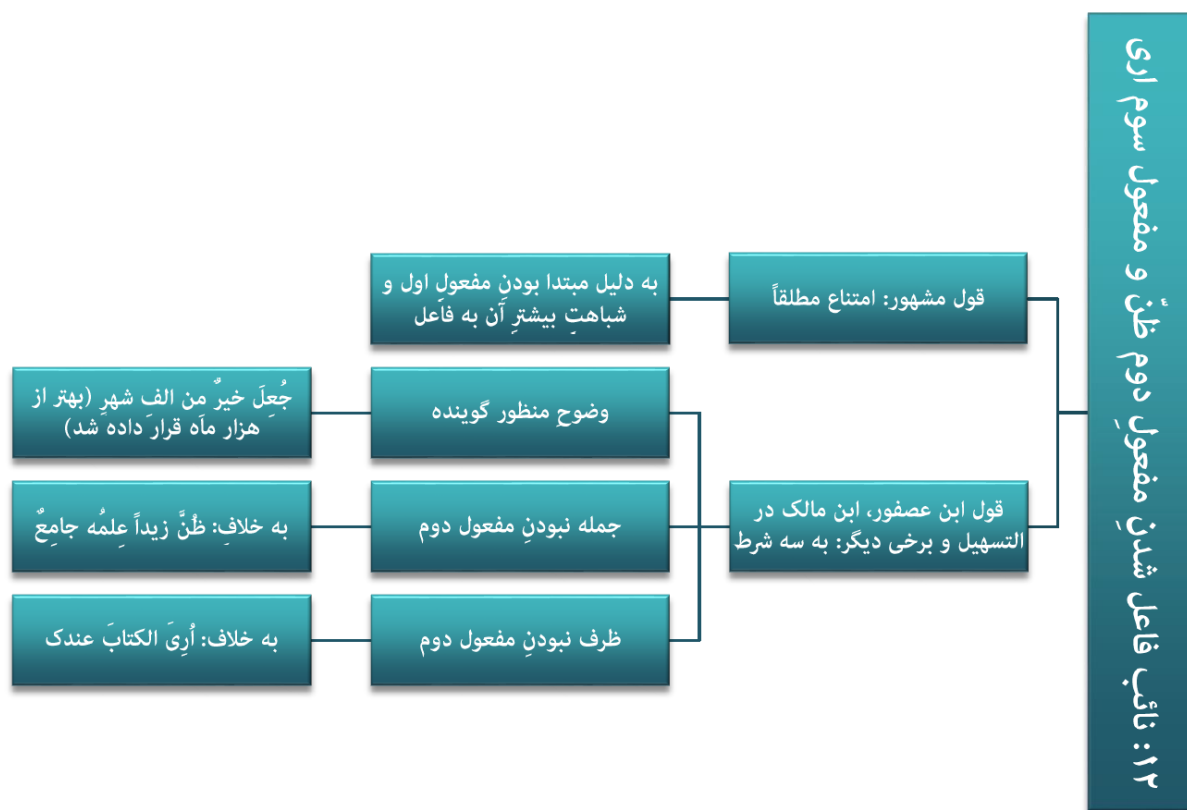 ۱۲: نائب فاعل شدنِ مفعولِ دوم ظنّ و مفعول سوم اری
قول مشهور: امتناع مطلقاً
به دلیل مبتدا بودنِ مفعولِ اول و
شباهتِ بیشترِ آن به فاعل
قول ابن عصفور، ابن مالک در
التسهیل و برخی دیگر: به سه شرط
وضوحِ منظور گوینده
جُعِلَ خیرٌ من الفِ شهرِ (بهتر از
هزار ماه قرار داده شد)
جمله نبودنِ مفعول دوم
به خلافِ: ظُنَّ زیداً عِلمُه جامِعٌ
ظرف نبودنِ مفعول دوم
به خلاف: اُرِیَ الکتابَ عندک